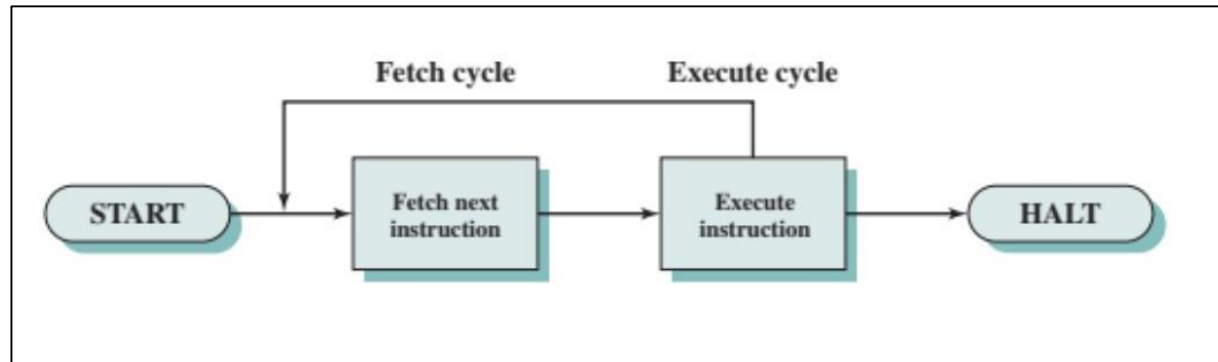 Fetch cycle
Execute cycle
START
Fetch next
instruction
Execute
instruction
HALT